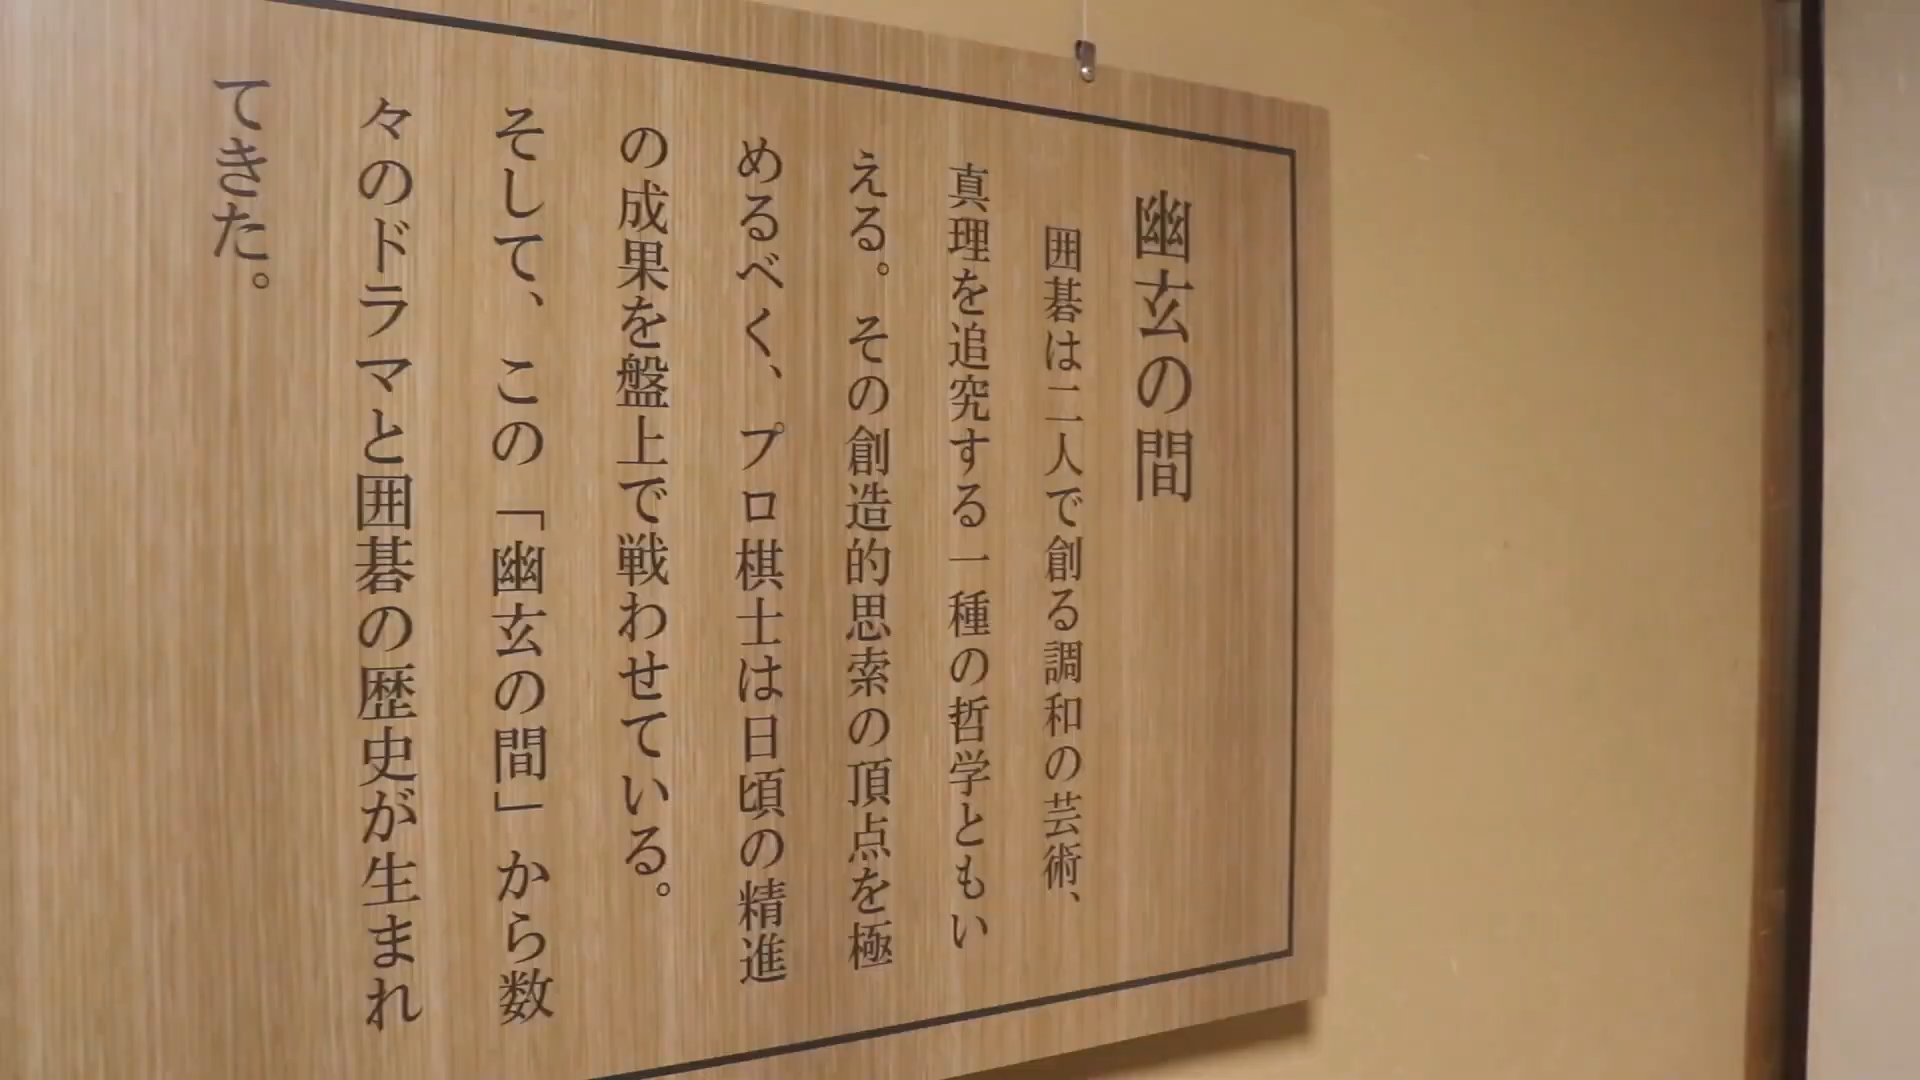 幽玄の間
囲碁は二人で創る調和の芸術、
真理を追究する一種の哲学ともい
える。その創造的思索の頂点を極
めるべく、プロ棋士は日頃の精進
の成果を盤上で戦わせている。
そして、この「幽玄の間」から数
々のドラマと囲碁の歴史が生まれ
てきた。